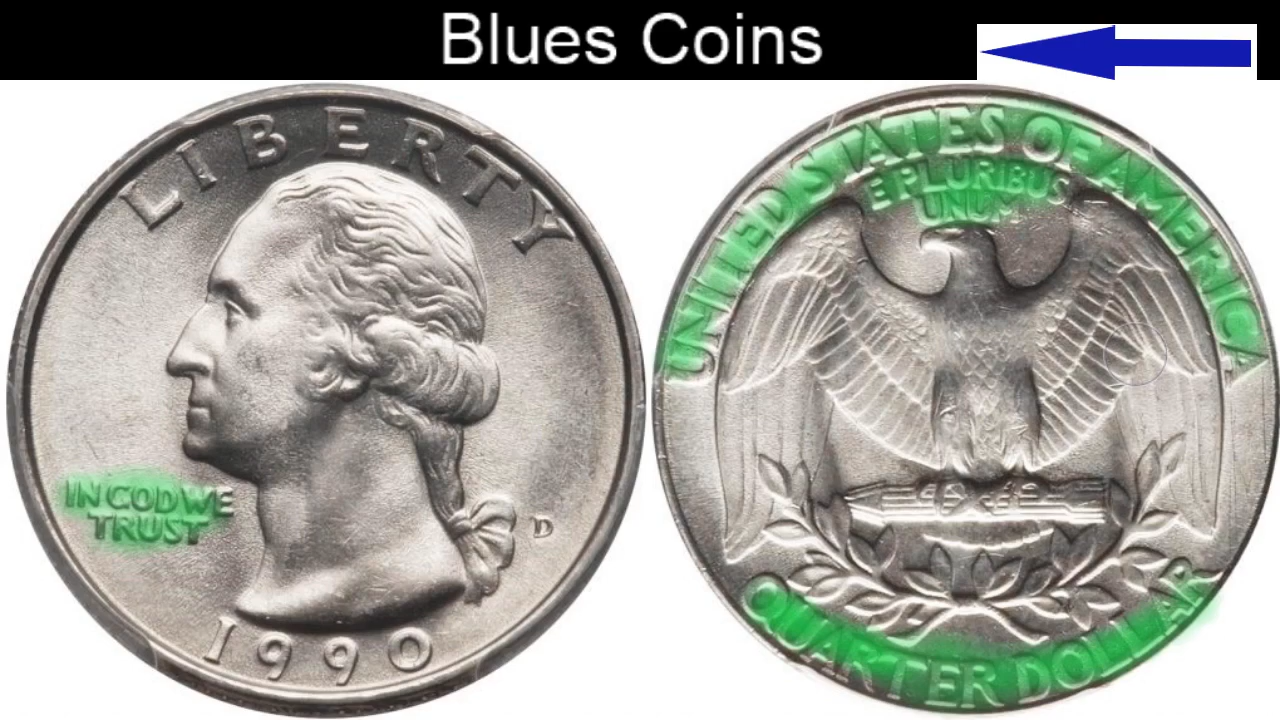 Blues Coins
LIBERTY
IN GOD WE
TRUST
D
1990
UNITED STATES OF AMERICA
E PLURIBUS
UNUM
QUARTER DOLLAR